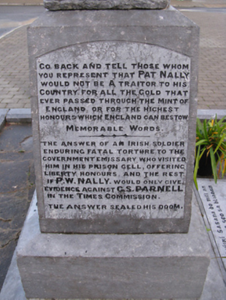 GO BACK AND TELL THOSE WHOM
YOU REPRESENT THAT PAT NALLY
WOULD NOT BE A TRAITOR TO HIS
COUNTRY FOR ALL THE GOLD THAT
EVER PASSED THROUGH THE MINT OF
ENGLAND, OR FOR THE HIGHEST
HONOURS WHICH ENGLAND CAN BESTOW
MEMORABLE WORDS
THE ANSWER OF AN IRISH SOLDIER
ENDURING FATAL TORTURE TO THE
GOVERNMENT EMISSARY WHO VISITED
HIM IN HIS PRISON CELL, OFFERING
LIBERTY, HONOURS, AND THE REST,
IF P.W. NALLY, WOULD ONLY GIVE,
EVIDENCE AGAINST C.S. PARNELL
IN THE TIMES COMMISSION.
THE ANSWER SEALED HIS DOOM.